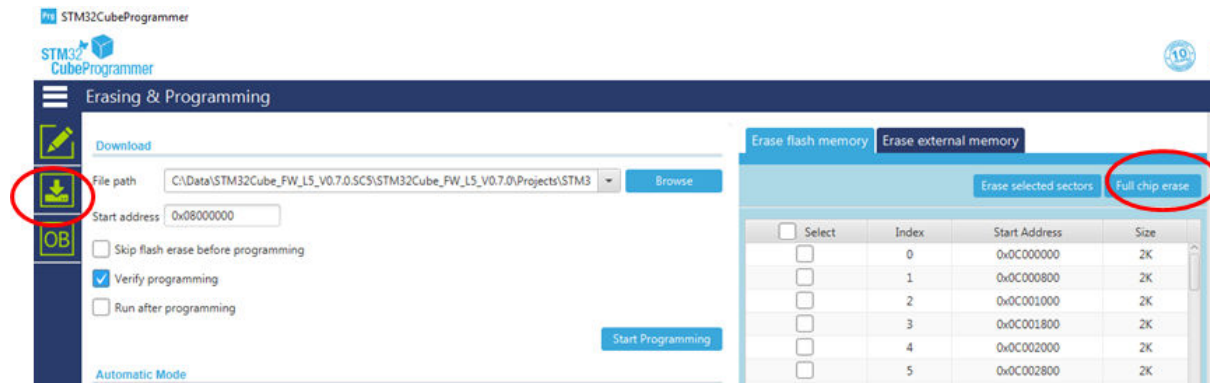 Prg STM32CubeProgrammer
STM32
CubeProgrammer
10
Erasing & Programming
Download
File path C:\Data\STM32Cube_FW_L5_V0.7.0.SC5\STM32Cube_FW_L5_V0.7.0\Projects\STM3 Browse
Start address 0x08000000
Skip flash erase before programming
Verify programming
Run after programming
Start Programming
Automatic Mode
OB
Erase flash memory Erase external memory
Erase selected sectors Full chip erase
Select Index Start Address Size
0 0x0C000000 2K
1 0x0C000800 2K
2 0x0C001000 2K
3 0x0C001800 2K
4 0x0C002000 2K
5 0x0C002800 2K